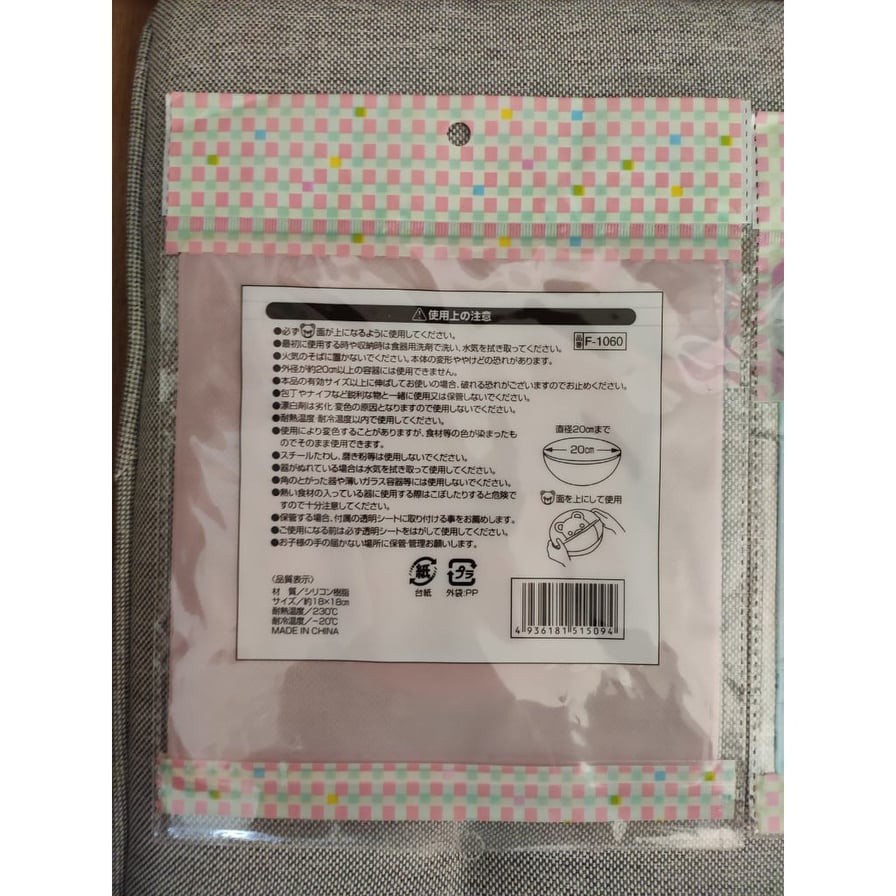 ⚠使用上の注意
品番 F-1060
●必ず面が上になるように使用してください。
●最初に使用する時や収納時は食器用洗剤で洗い、水気を拭き取ってください。
●火気のそばに置かないでください。本体の変形ややけどの恐れがあります。
●外径が約20cm以上の容器には使用できません。
●本品の有効サイズ以上に伸ばしてお使いの場合、破れる恐れがございますのでお止めください。
●包丁やナイフなど鋭利な物と一緒に使用又は保管しないでください。
●漂白剤は劣化・変色の原因となりますので使用しないでください。
●耐熱温度・耐冷温度以内で使用してください。
●使用により変色することがありますが、食材等の色が染まったも
のでそのまま使用できます。
●スチールたわし、磨き粉等は使用しないでください。
●器がぬれている場合は水気を拭き取って使用してください。
●角のとがった器や薄いガラス容器等には使用しないでください。
●熱い食材の入っている器に使用する際はこぼしたりすると危険で
すので十分注意してください。
●保管する場合、付属の透明シートに取り付ける事をお薦めします。
●ご使用になる前は必ず透明シートをはがして使用してください。
●お子様の手の届かない場所に保管・管理お願いします。
直径20cmまで
20cm
面を上にして使用
〈品質表示〉
材 質／シリコン樹脂
サイズ／約18×18cm
耐熱温度／230℃
耐冷温度／-20℃
MADE IN CHINA
紙
台紙
プラ
外袋:PP
4 936181 515094